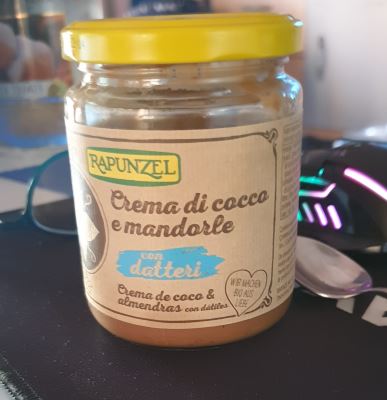 RAPUNZEL
Crema di cocco
e mandorle
con
datteri
Crema de coco &
almendras con dátiles
WIR MACHEN
BIO AUS
LIEBE